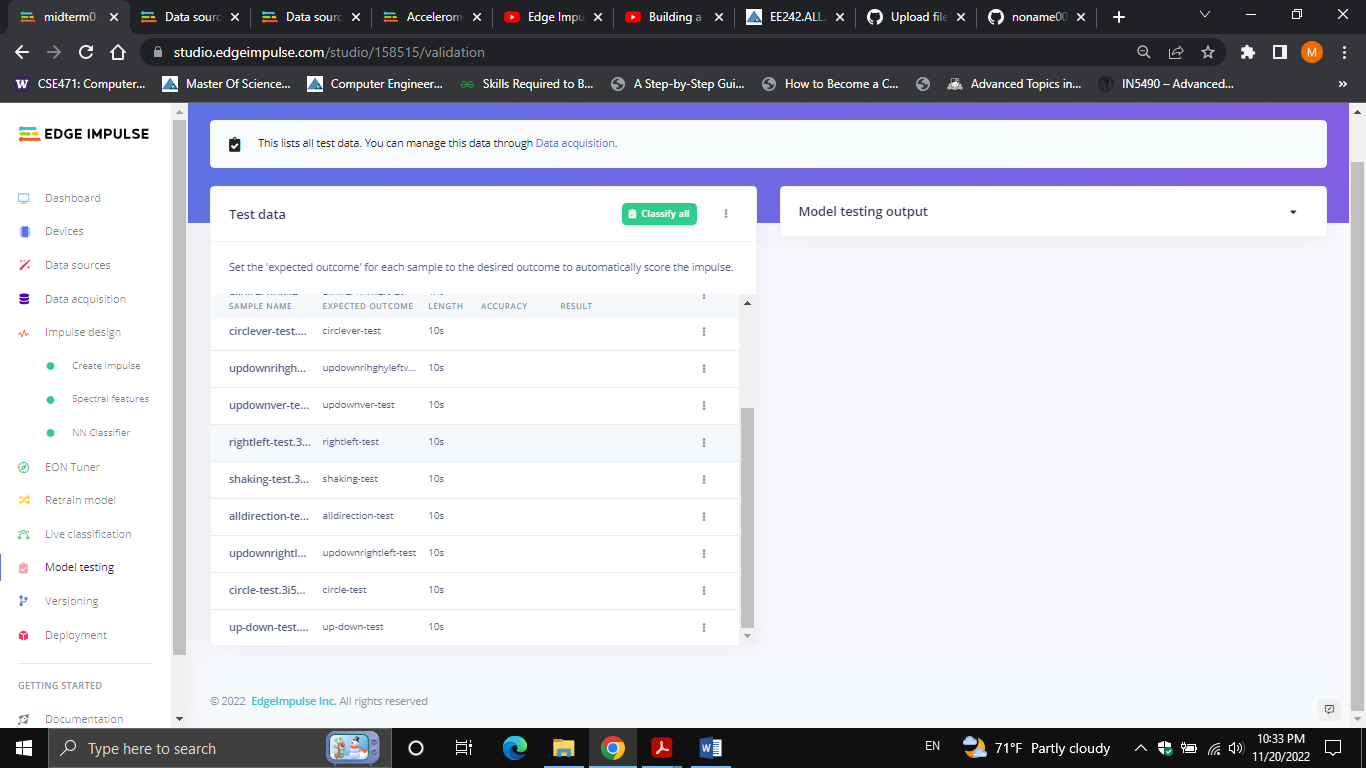 midterm0
Data sourc
Data sourc
Accelerom
Edge Impu
Building a
EE242.ALL.
Upload file
noname00
studio.edgeimpulse.com/studio/158515/validation
M
W CSE471: Computer...
Master Of Science...
Computer Engineer...
Skills Required to B...
A Step-by-Step Gui...
How to Become a C...
Advanced Topics in...
IN5490 – Advanced...
»
EDGE IMPULSE
Dashboard
Devices
Data sources
Data acquisition
Impulse design
Create impulse
Spectral features
NN Classifier
EON Tuner
Retrain model
Live classification
Model testing
Versioning
Deployment
GETTING STARTED
Documentation
This lists all test data. You can manage this data through Data acquisition.
Test data
Classify all
Set the 'expected outcome' for each sample to the desired outcome to automatically score the impulse.
SAMPLE NAME EXPECTED OUTCOME LENGTH ACCURACY RESULT
circlever-test.... circlever-test 10s
updownrihgh... updownrihghyleftv... 10s
updownver-te... updownver-test 10s
rightleft-test.3... rightleft-test 10s
shaking-test.3... shaking-test 10s
alldirection-te... alldirection-test 10s
updownrightl... updownrightleft-test 10s
circle-test.3i5... circle-test 10s
up-down-test.... up-down-test 10s
Model testing output
© 2022 EdgeImpulse Inc. All rights reserved
Type here to search
EN
71°F Partly cloudy
10:33 PM
11/20/2022